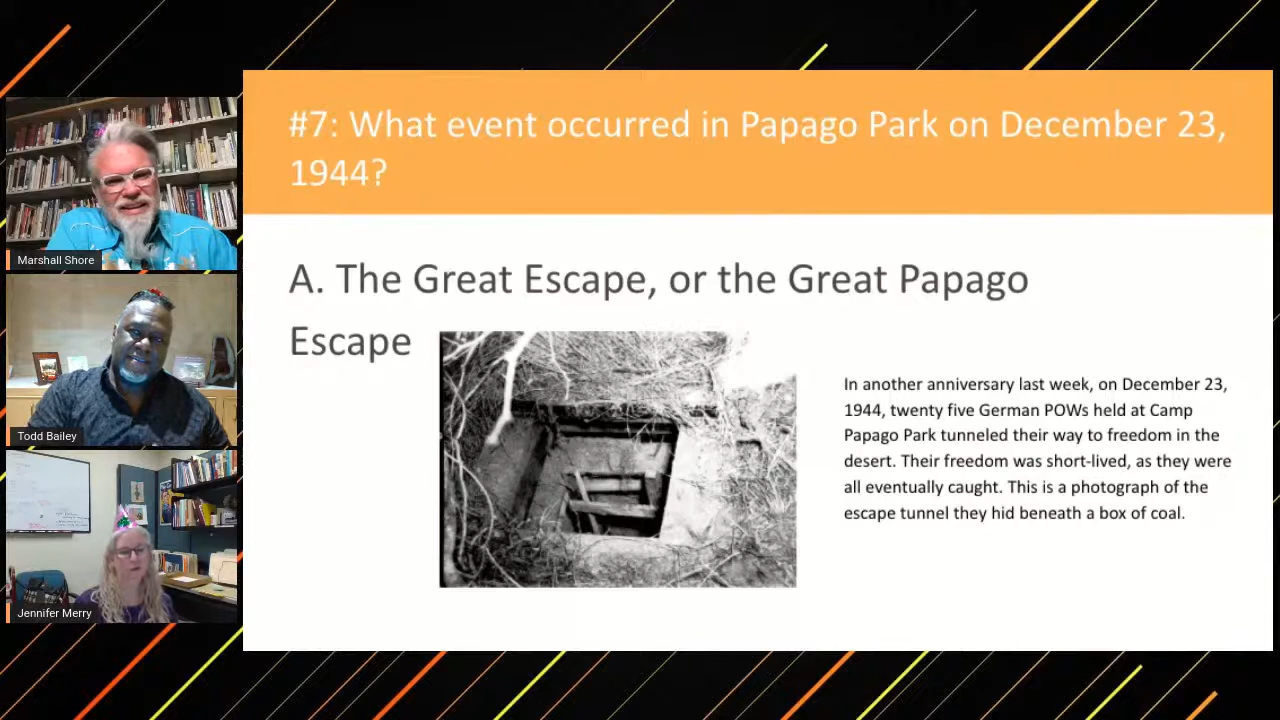 #7: What event occurred in Papago Park on December 23,
1944?
A. The Great Escape, or the Great Papago
Escape
In another anniversary last week, on December 23,
1944, twenty five German POWs held at Camp
Papago Park tunneled their way to freedom in the
desert. Their freedom was short-lived, as they were
all eventually caught. This is a photograph of the
escape tunnel they hid beneath a box of coal.
Marshall Shore
Todd Bailey
Jennifer Merry